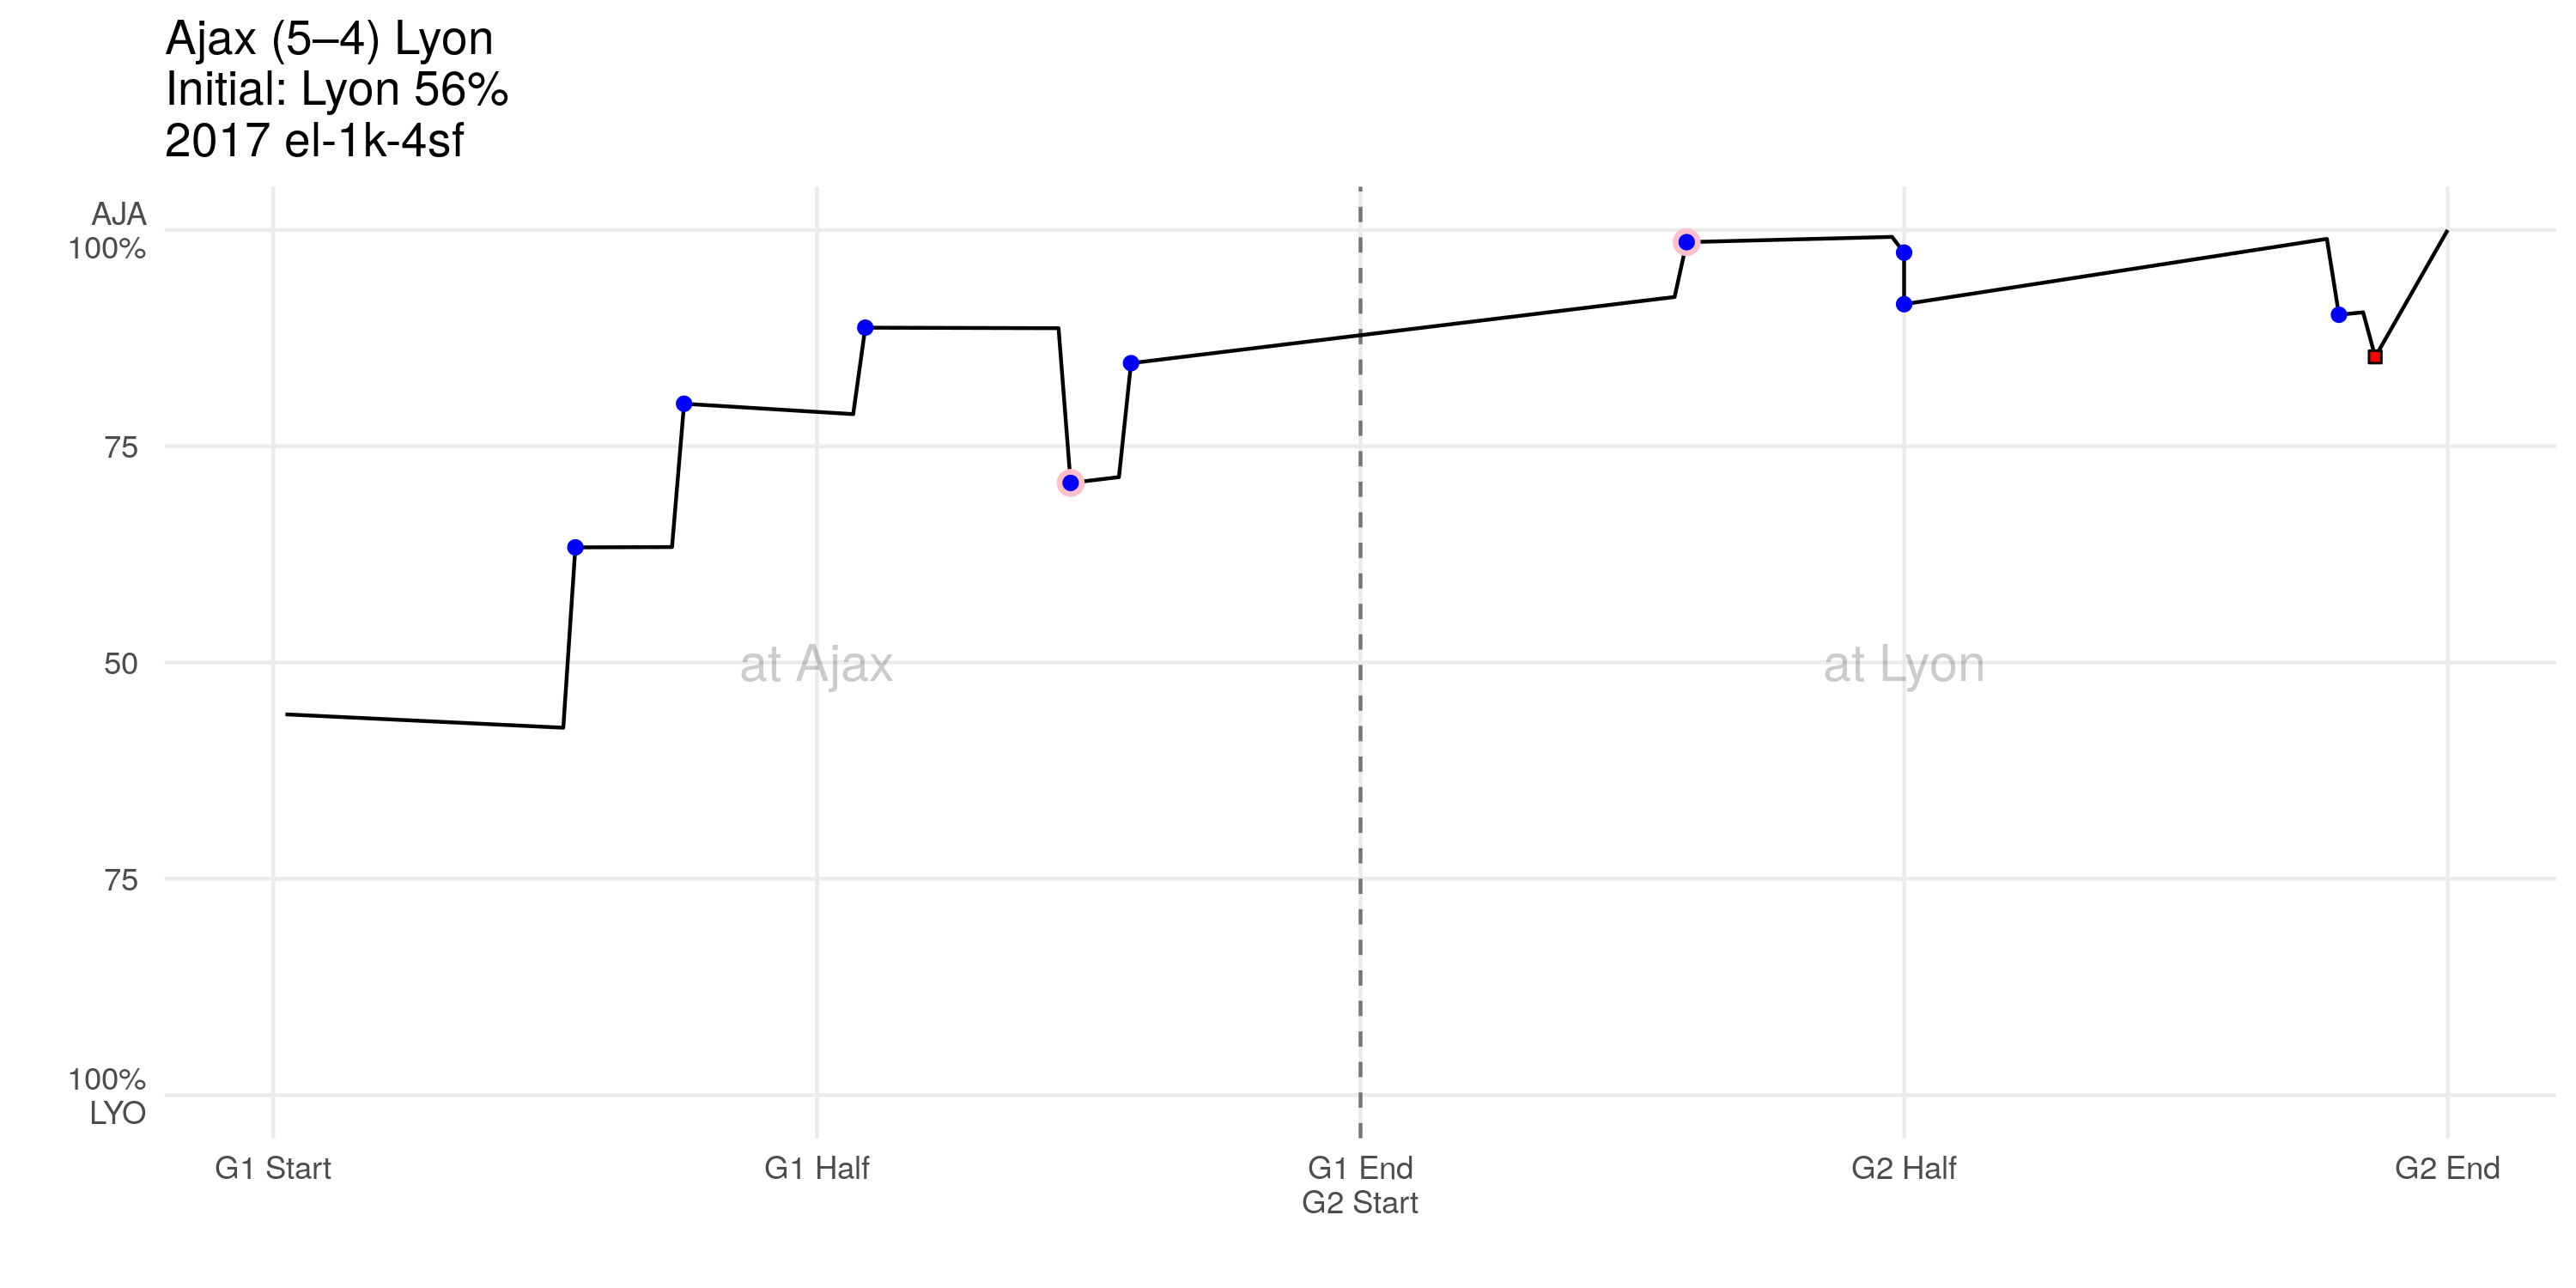 Ajax (5–4) Lyon
Initial: Lyon 56%
2017 el-1k-4sf
AJA
100%
75
50
75
100%
LYO
at Ajax
at Lyon
G1 Start
G1 Half
G1 End
G2 Start
G2 Half
G2 End